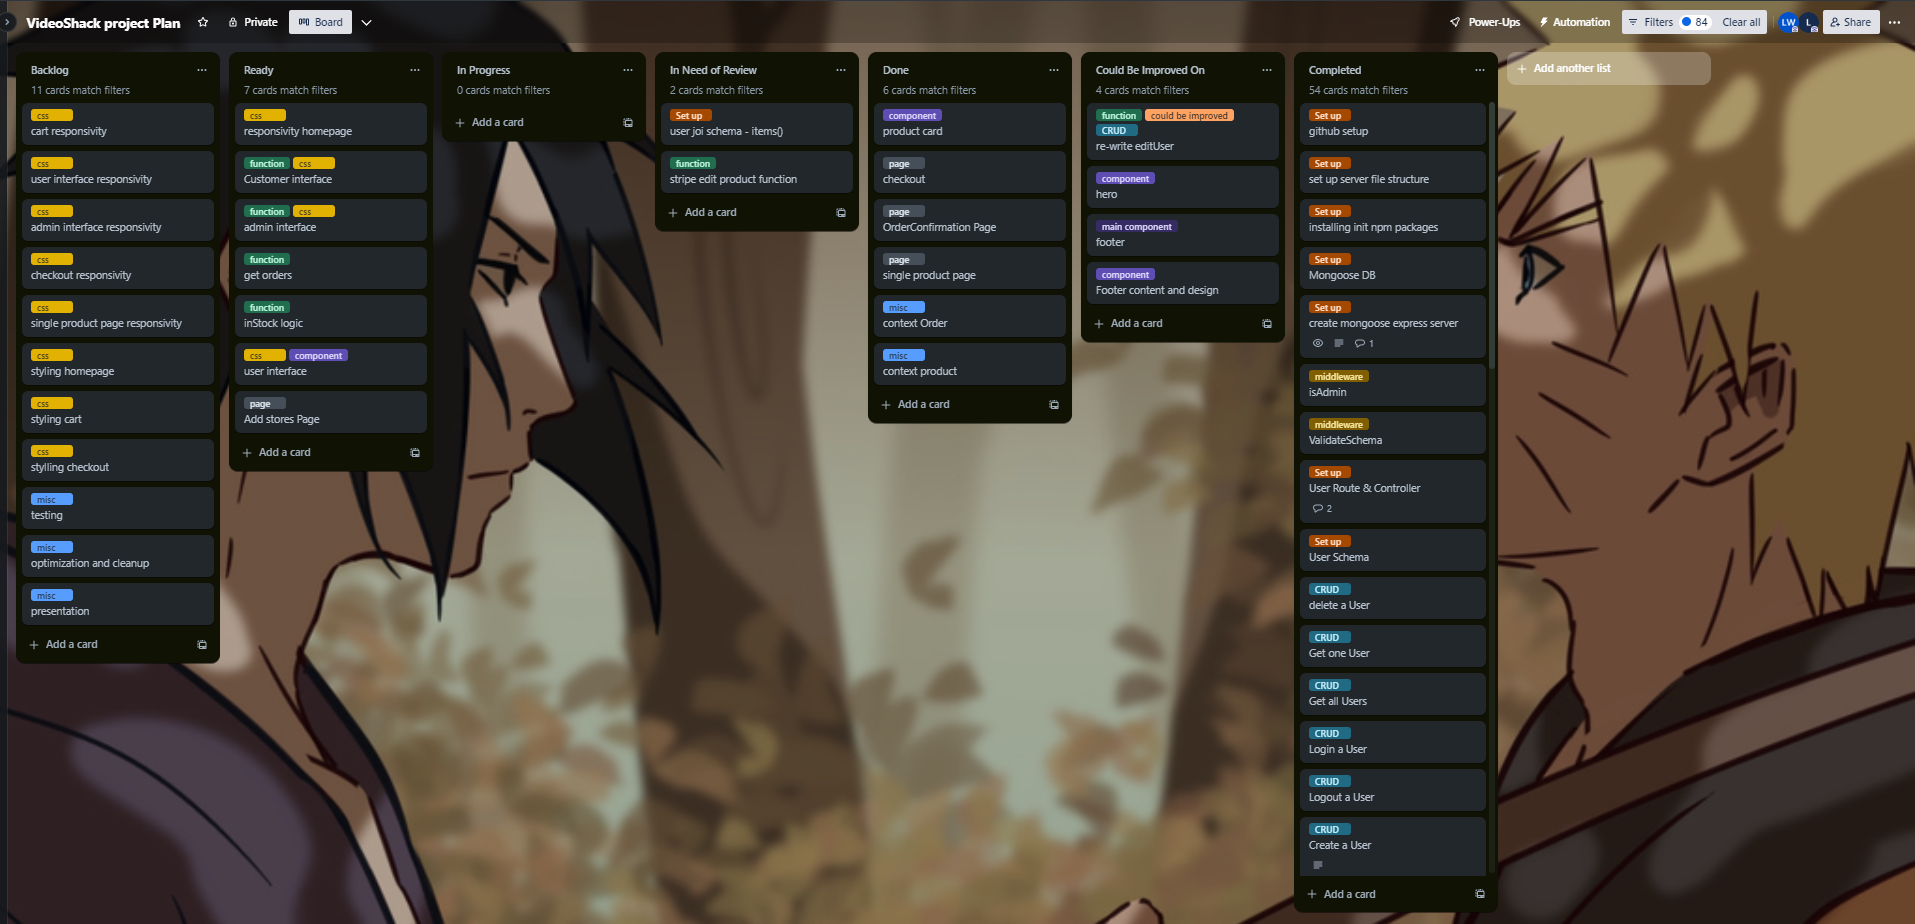 VideoShack project Plan
Private
Board
Power-Ups
Automation
Filters 84 Clear all
LW
L
Share
Backlog
11 cards match filters
css
cart responsivity
css
user interface responsivity
css
admin interface responsivity
css
checkout responsivity
css
single product page responsivity
css
styling homepage
css
styling cart
css
stylling checkout
misc
testing
misc
optimization and cleanup
misc
presentation
Add a card
Ready
7 cards match filters
css
responsivity homepage
function css
Customer interface
function css
admin interface
function
get orders
function
inStock logic
css component
user interface
page
Add stores Page
Add a card
In Progress
0 cards match filters
Add a card
In Need of Review
2 cards match filters
Set up
user joi schema - items()
function
stripe edit product function
Add a card
Done
6 cards match filters
component
product card
page
checkout
page
OrderConfirmation Page
page
single product page
misc
context Order
misc
context product
Add a card
Could Be Improved On
4 cards match filters
function could be improved
CRUD
re-write editUser
component
hero
main component
footer
component
Footer content and design
Add a card
Completed
54 cards match filters
Set up
github setup
Set up
set up server file structure
Set up
installing init npm packages
Set up
Mongoose DB
Set up
create mongoose express server
1
middleware
isAdmin
middleware
ValidateSchema
Set up
User Route & Controller
2
Set up
User Schema
CRUD
delete a User
CRUD
Get one User
CRUD
Get all Users
CRUD
Login a User
CRUD
Logout a User
CRUD
Create a User
Add a card
Add another list